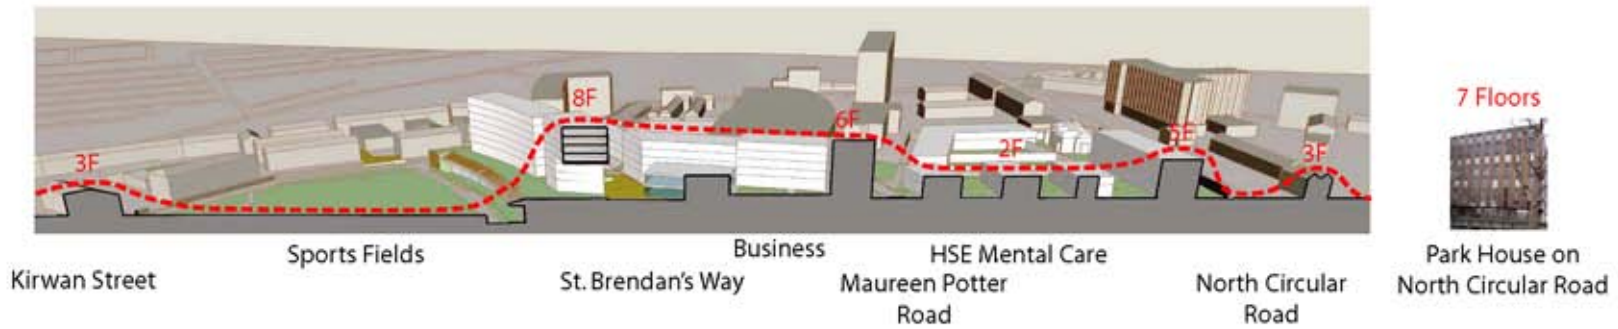 8F
7 Floors
6F
5F
2F
3F
3F
Sports Fields
Business
HSE Mental Care
Kirwan Street
St. Brendan's Way
Maureen Potter
Road
North Circular
Road
Park House on
North Circular Road